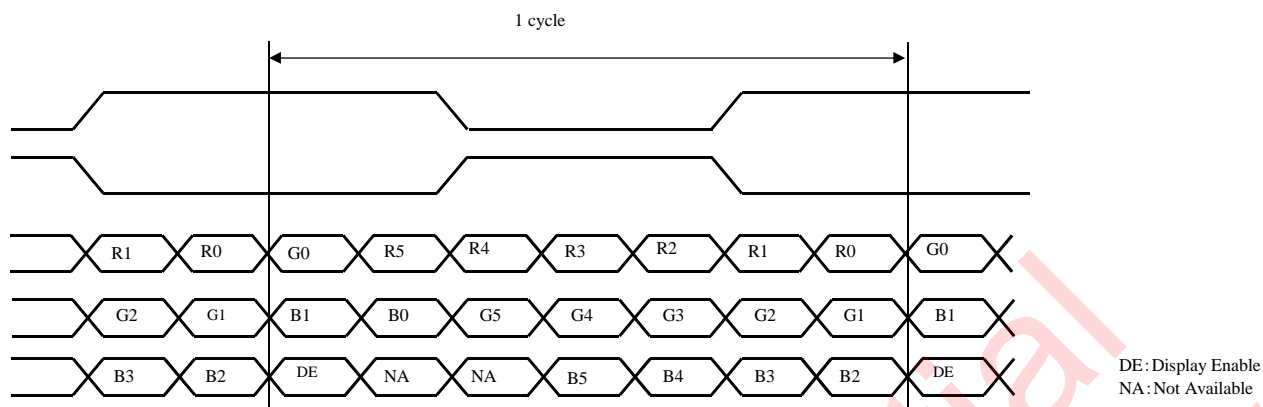 1 cycle
R1 R0 G0 R5 R4 R3 R2 R1 R0 G0
G2 G1 B1 B0 G5 G4 G3 G2 G1 B1
B3 B2 DE NA NA B5 B4 B3 B2 DE
DE:Display Enable
NA:Not Available